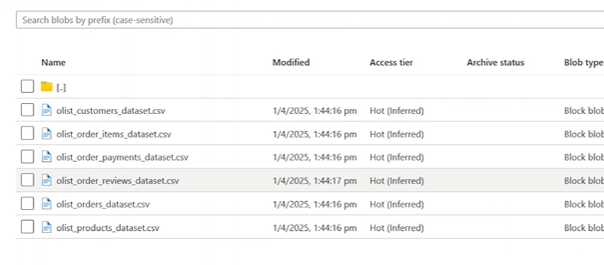 Search blobs by prefix (case-sensitive)
Name Modified Access tier Archive status Blob type
[..]
olist_customers_dataset.csv 1/4/2025, 1:44:16 pm Hot (Inferred) Block blob
olist_order_items_dataset.csv 1/4/2025, 1:44:16 pm Hot (Inferred) Block blob
olist_order_payments_dataset.csv 1/4/2025, 1:44:16 pm Hot (Inferred) Block blob
olist_order_reviews_dataset.csv 1/4/2025, 1:44:17 pm Hot (Inferred) Block blob
olist_orders_dataset.csv 1/4/2025, 1:44:16 pm Hot (Inferred) Block blob
olist_products_dataset.csv 1/4/2025, 1:44:16 pm Hot (Inferred) Block blob